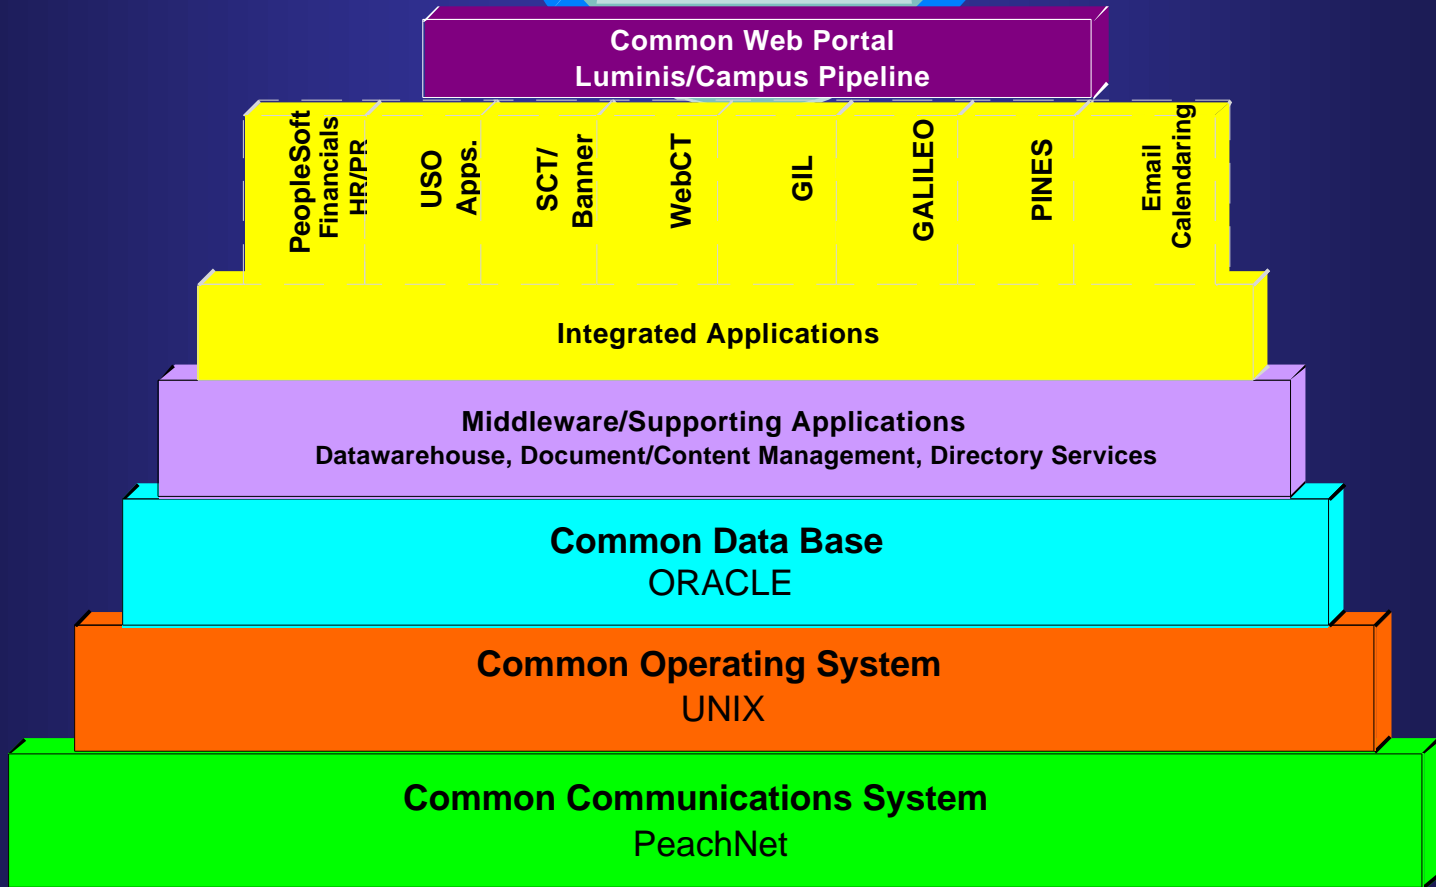 Common Web Portal
Luminis/Campus Pipeline
PeopleSoft
Financials
HR/PR
USO
Apps.
SCT/
Banner
WebCT
GIL
GALILEO
PINES
Email
Calendaring
Integrated Applications
Middleware/Supporting Applications
Datawarehouse, Document/Content Management, Directory Services
Common Data Base
ORACLE
Common Operating System
UNIX
Common Communications System
PeachNet